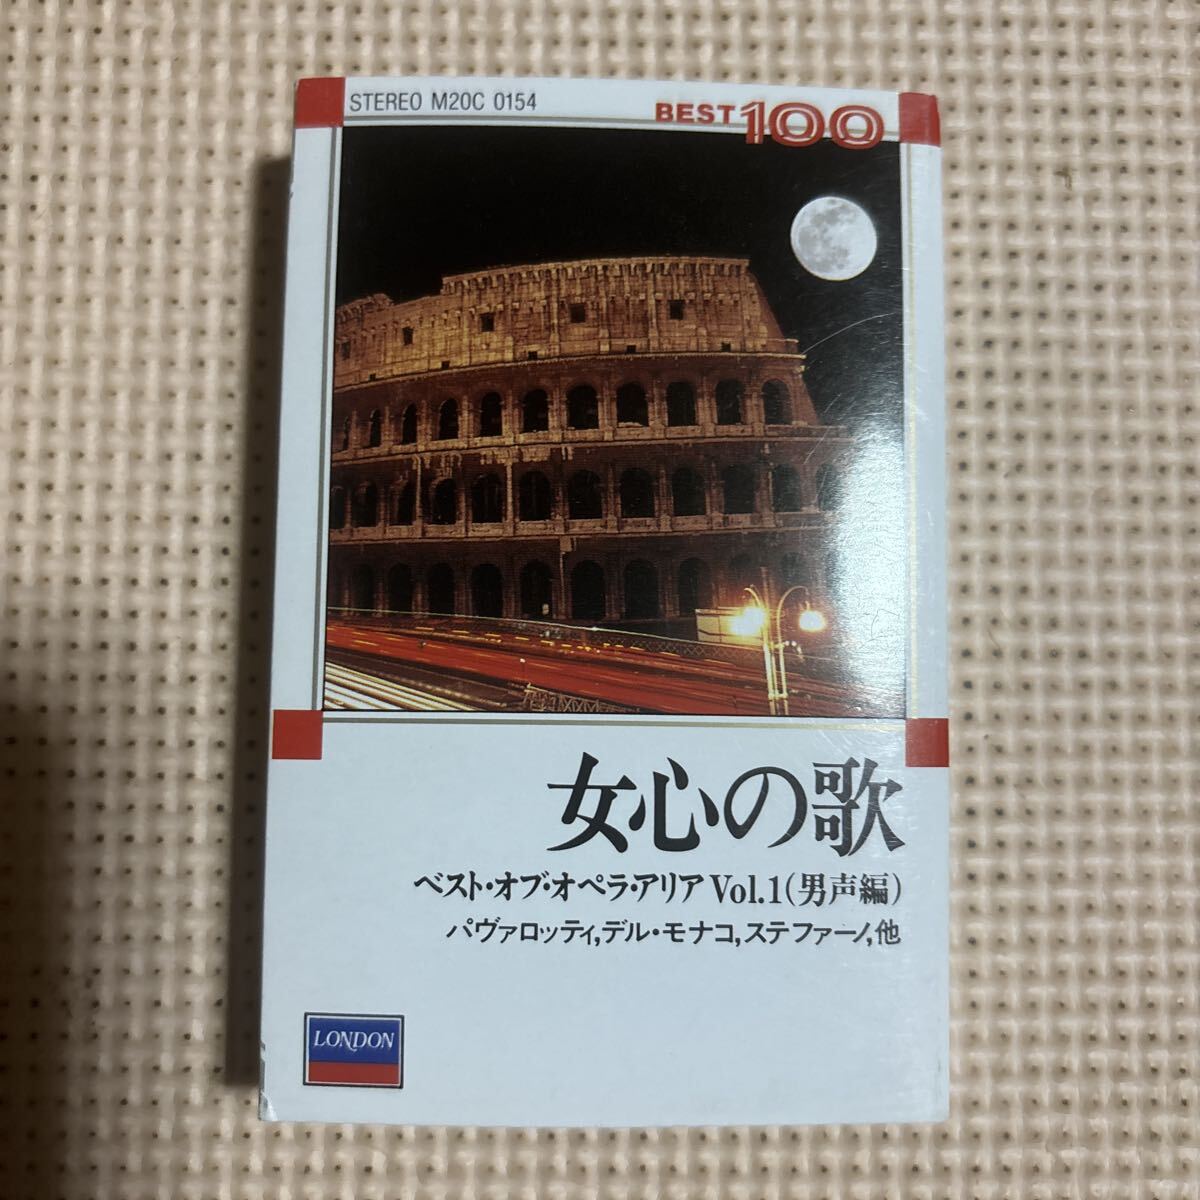 STEREO M20C 0154
BEST 100
女心の歌
ベスト・オブ・オペラ・アリア Vol.1(男声編)
パヴァロッティ,デル・モナコ,ステファーノ,他
LONDON